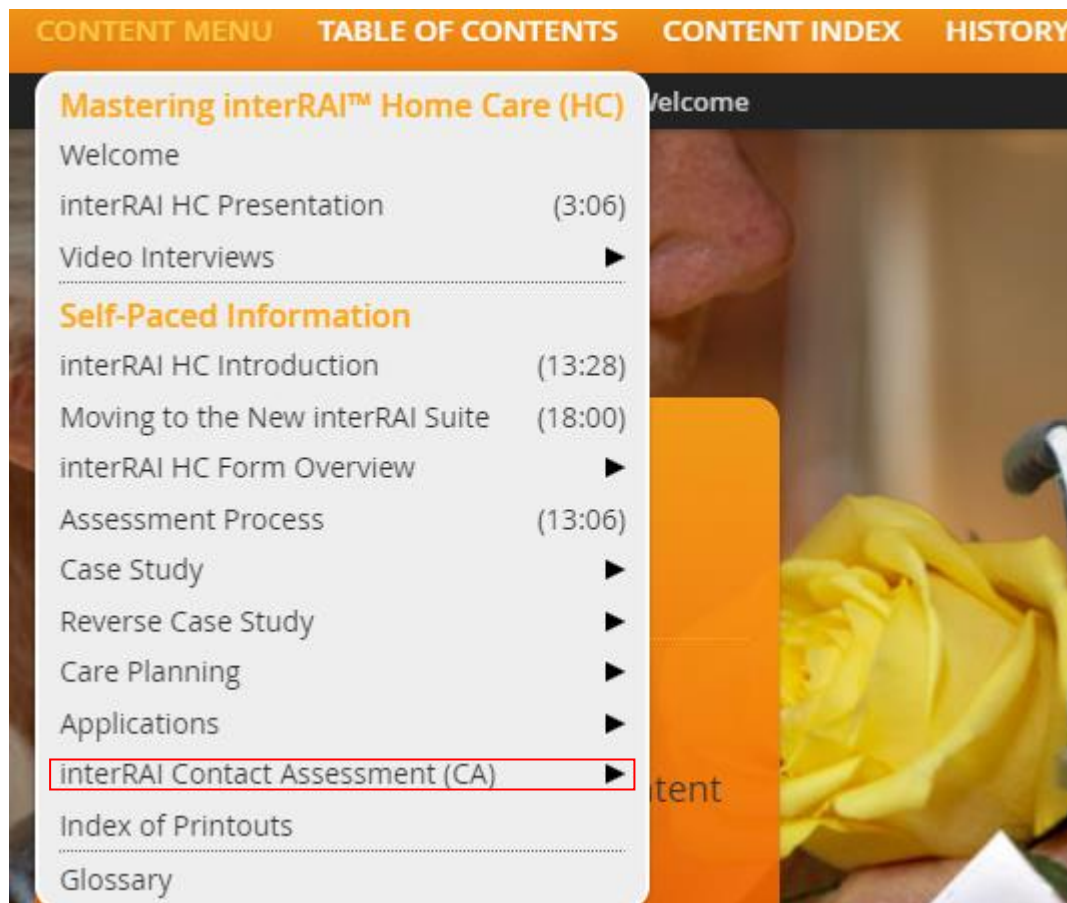 CONTENT MENU TABLE OF CONTENTS CONTENT INDEX HISTORY
Mastering interRAI™ Home Care (HC)
Welcome
Welcome
interRAI HC Presentation (3:06)
Video Interviews
Self-Paced Information
interRAI HC Introduction (13:28)
Moving to the New interRAI Suite (18:00)
interRAI HC Form Overview
Assessment Process (13:06)
Case Study
Reverse Case Study
Care Planning
Applications
interRAI Contact Assessment (CA)
Index of Printouts
Glossary